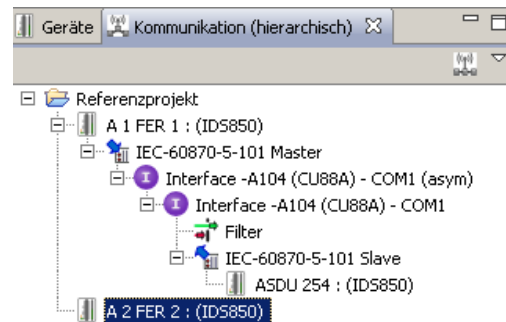 Geräte Kommunikation (hierarchisch)
Referenzprojekt
A 1 FER 1 : (IDS850)
IEC-60870-5-101 Master
I Interface -A104 (CU88A) - COM1 (asym)
I Interface -A104 (CU88A) - COM1
Filter
IEC-60870-5-101 Slave
ASDU 254 : (IDS850)
A 2 FER 2 : (IDS850)